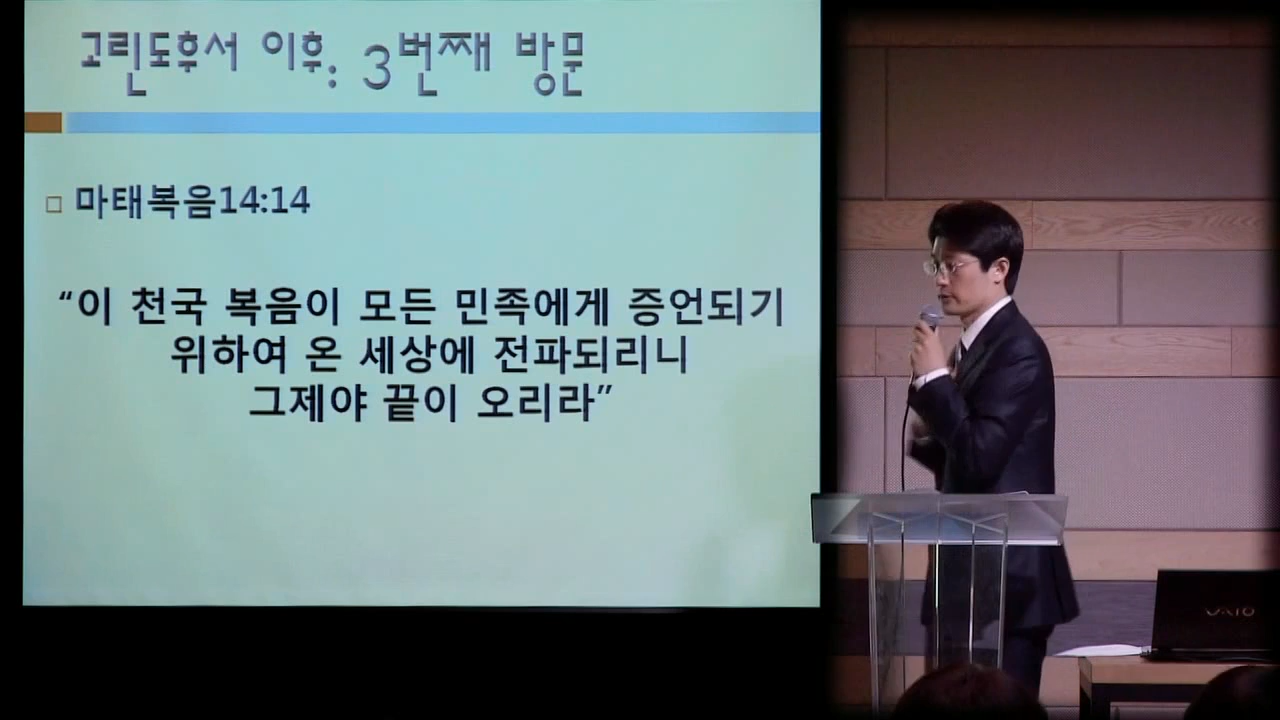 고린도후서 이후: 3번째 방문
□ 마태복음14:14
“이 천국 복음이 모든 민족에게 증언되기
위하여 온 세상에 전파되리니
그제야 끝이 오리라”
VAIO